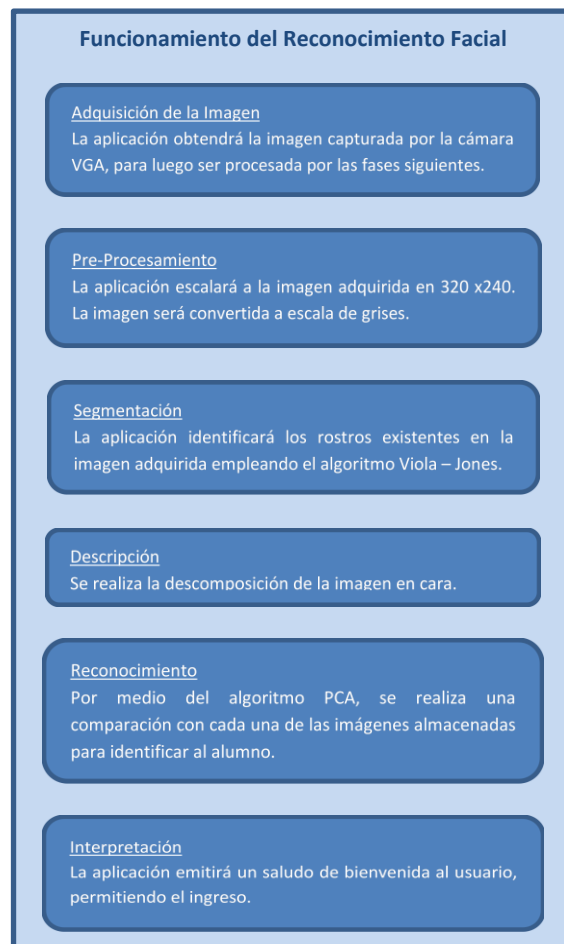 Funcionamiento del Reconocimiento Facial
Adquisición de la Imagen
La aplicación obtendrá la imagen capturada por la cámara
VGA, para luego ser procesada por las fases siguientes.
Pre-Procesamiento
La aplicación escalará a la imagen adquirida en 320 x240.
La imagen será convertida a escala de grises.
Segmentación
La aplicación identificará los rostros existentes en la
imagen adquirida empleando el algoritmo Viola – Jones.
Descripción
Se realiza la descomposición de la imagen en cara.
Reconocimiento
Por medio del algoritmo PCA, se realiza una
comparación con cada una de las imágenes almacenadas
para identificar al alumno.
Interpretación
La aplicación emitirá un saludo de bienvenida al usuario,
permitiendo el ingreso.